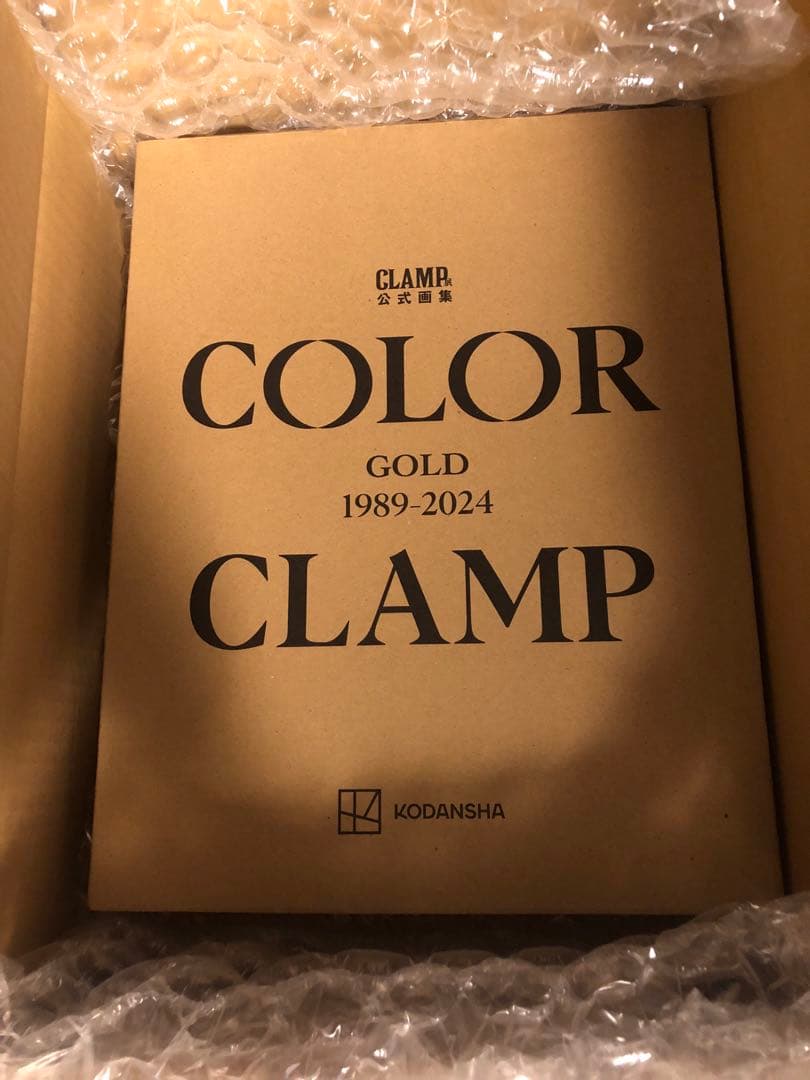 CLAMP展
公式画集
COLOR
GOLD
1989-2024
CLAMP
KODANSHA